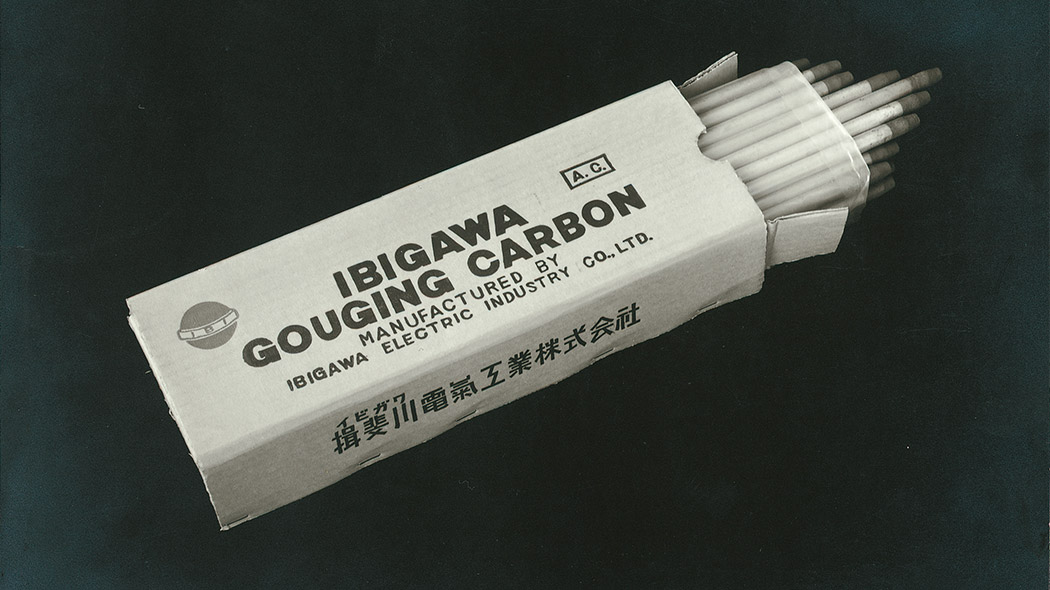 A.C.
IBIGAWA
GOUGING CARBON
MANUFACTURED BY
IBIGAWA ELECTRIC INDUSTRY CO.,LTD.
イビガワ
揖斐川電氣工業株式会社